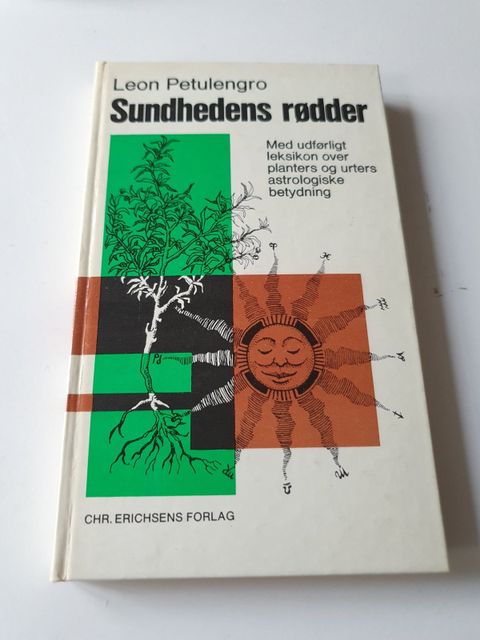 Leon Petulengro
Sundhedens rødder
Med udførligt
leksikon over
planters og urters
astrologiske
betydning
CHR. ERICHSENS FORLAG